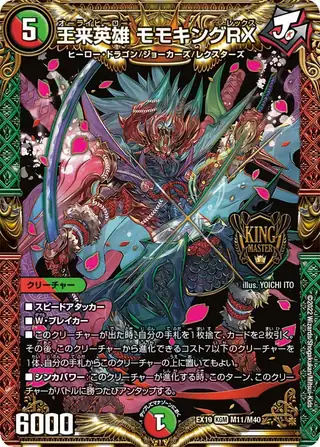 5
オーライヒーロー
レックス
王来英雄 モモキングRX
ヒーロー・ドラゴン/ジョーカーズ/レクスターズ
J
KING MASTER
illus. YOICHI ITO
クリーチャー
■スピードアタッカー
■W・ブレイカー
■このクリーチャーが出た時、自分の手札を1枚捨て、カードを2枚引く。
その後、このクリーチャーから進化できるコスト7以下のクリーチャーを
1体、自分の手札からこのクリーチャーの上に置いてもよい。
■シンカパワー:このクリーチャーが進化する時、このターン、このクリ
ーチャーがバトルに勝つたびアンタップする。
6000
1
EX19 KGM M11/M40